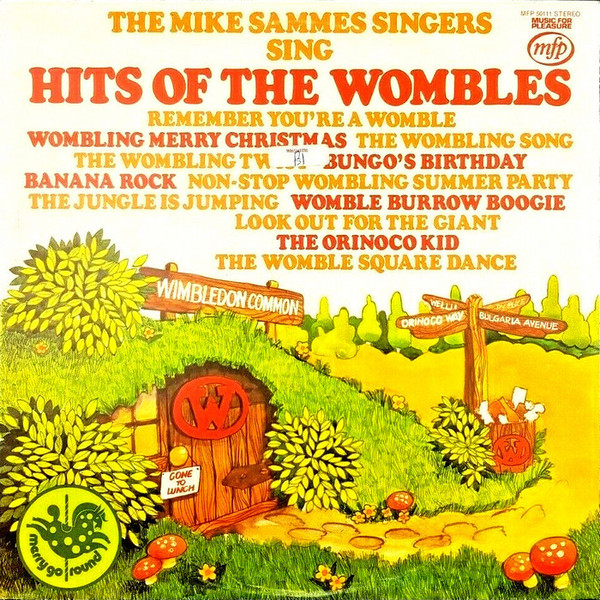 THE MIKE SAMMES SINGERS
SING
HITS OF THE WOMBLES
MFP 50111 STEREO
MUSIC FOR
PLEASURE
mfp
REMEMBER YOU'RE A WOMBLE
WOMBLING MERRY CHRISTMAS THE WOMBLING SONG
THE WOMBLING BUNGO'S BIRTHDAY
BANANA ROCK NON-STOP WOMBLING SUMMER PARTY
THE JUNGLE IS JUMPING WOMBLE BURROW BOOGIE
LOOK OUT FOR THE GIANT
THE ORINOCO KID
THE WOMBLE SQUARE DANCE
WIMBLEDON COMMON
ORINOCO WAY
BULGARIA AVENUE
W
GONE
TO
LUNCH
W
merry go round